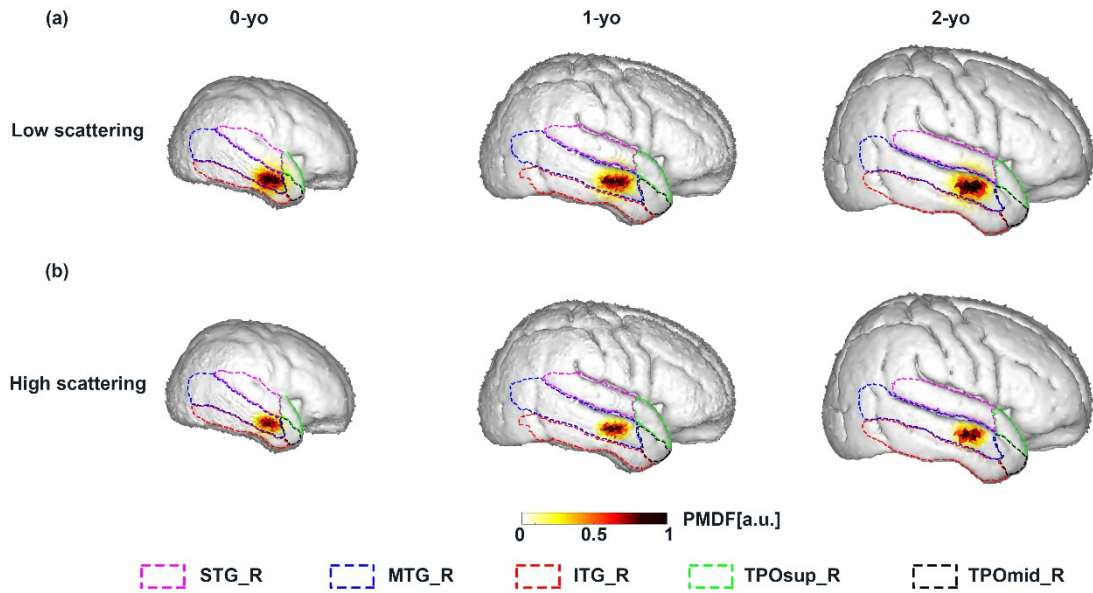 (a) 0-yo 1-yo 2-yo
Low scattering
(b)
High scattering
PMDF[a.u.]
0 0.5 1
STG_R MTG_R ITG_R TPOsup_R TPOmid_R